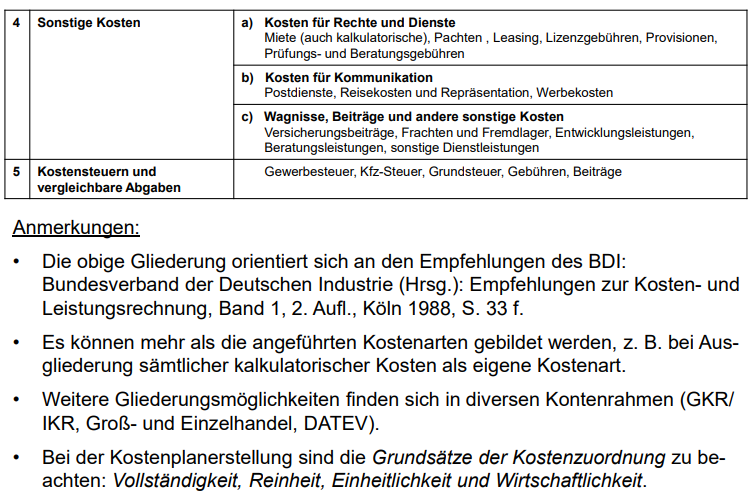 4 Sonstige Kosten a) Kosten für Rechte und Dienste
Miete (auch kalkulatorische), Pachten , Leasing, Lizenzgebühren, Provisionen,
Prüfungs- und Beratungsgebühren
b) Kosten für Kommunikation
Postdienste, Reisekosten und Repräsentation, Werbekosten
c) Wagnisse, Beiträge und andere sonstige Kosten
Versicherungsbeiträge, Frachten und Fremdlager, Entwicklungsleistungen,
Beratungsleistungen, sonstige Dienstleistungen
5 Kostensteuern und Gewerbesteuer, Kfz-Steuer, Grundsteuer, Gebühren, Beiträge
vergleichbare Abgaben
Anmerkungen:
• Die obige Gliederung orientiert sich an den Empfehlungen des BDI:
Bundesverband der Deutschen Industrie (Hrsg.): Empfehlungen zur Kosten- und
Leistungsrechnung, Band 1, 2. Aufl., Köln 1988, S. 33 f.
• Es können mehr als die angeführten Kostenarten gebildet werden, z. B. bei Aus-
gliederung sämtlicher kalkulatorischer Kosten als eigene Kostenart.
• Weitere Gliederungsmöglichkeiten finden sich in diversen Kontenrahmen (GKR/
IKR, Groß- und Einzelhandel, DATEV).
• Bei der Kostenplanerstellung sind die Grundsätze der Kostenzuordnung zu be-
achten: Vollständigkeit, Reinheit, Einheitlichkeit und Wirtschaftlichkeit.